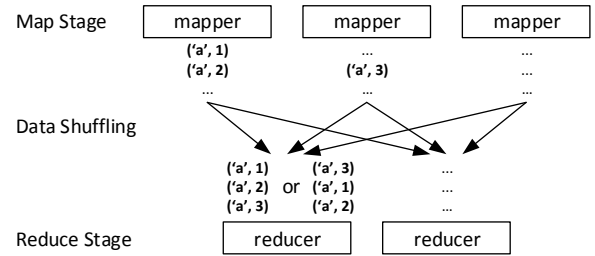 Map Stage mapper mapper mapper
(‘a’, 1) ... ...
(‘a’, 2) (‘a’, 3) ...
... ... ...
Data Shuffling
(‘a’, 1) (‘a’, 3) ...
(‘a’, 2) or (‘a’, 1) ...
(‘a’, 3) (‘a’, 2) ...
Reduce Stage reducer reducer